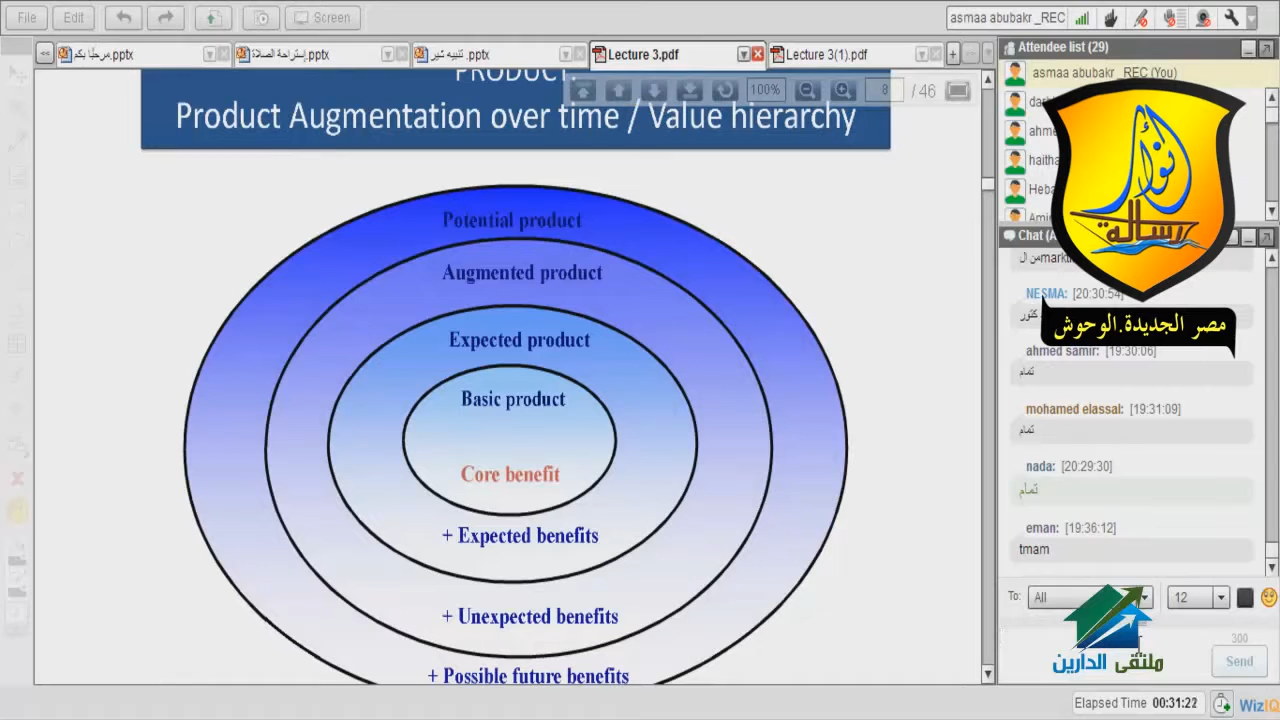 File Edit Screen asmaa abubakr _REC
<< مرحبًا بكم.pptx إستراحة الصلاة.pptx Lecture 3.pdf Lecture 3(1).pdf
100% 8 / 46
PRODUCT:
Product Augmentation over time / Value hierarchy
Potential product
Augmented product
Expected product
Basic product
Core benefit
+ Expected benefits
+ Unexpected benefits
+ Possible future benefits
Attendee list (29)
asmaa abubakr _REC (You)
ahme
haitha
Heba
أنوار
رسالة
مصر الجديدة.الوحوش
Chat (A
NESMA: [20:30:54]
ahmed samir: [19:30:06]
تمام
mohamed elassal: [19:31:09]
تمام
nada: [20:29:30]
تمام
eman: [19:36:12]
tmam
To: All 12
ملتقى الدارين
300
Send
Elapsed Time 00:31:22 WizIQ